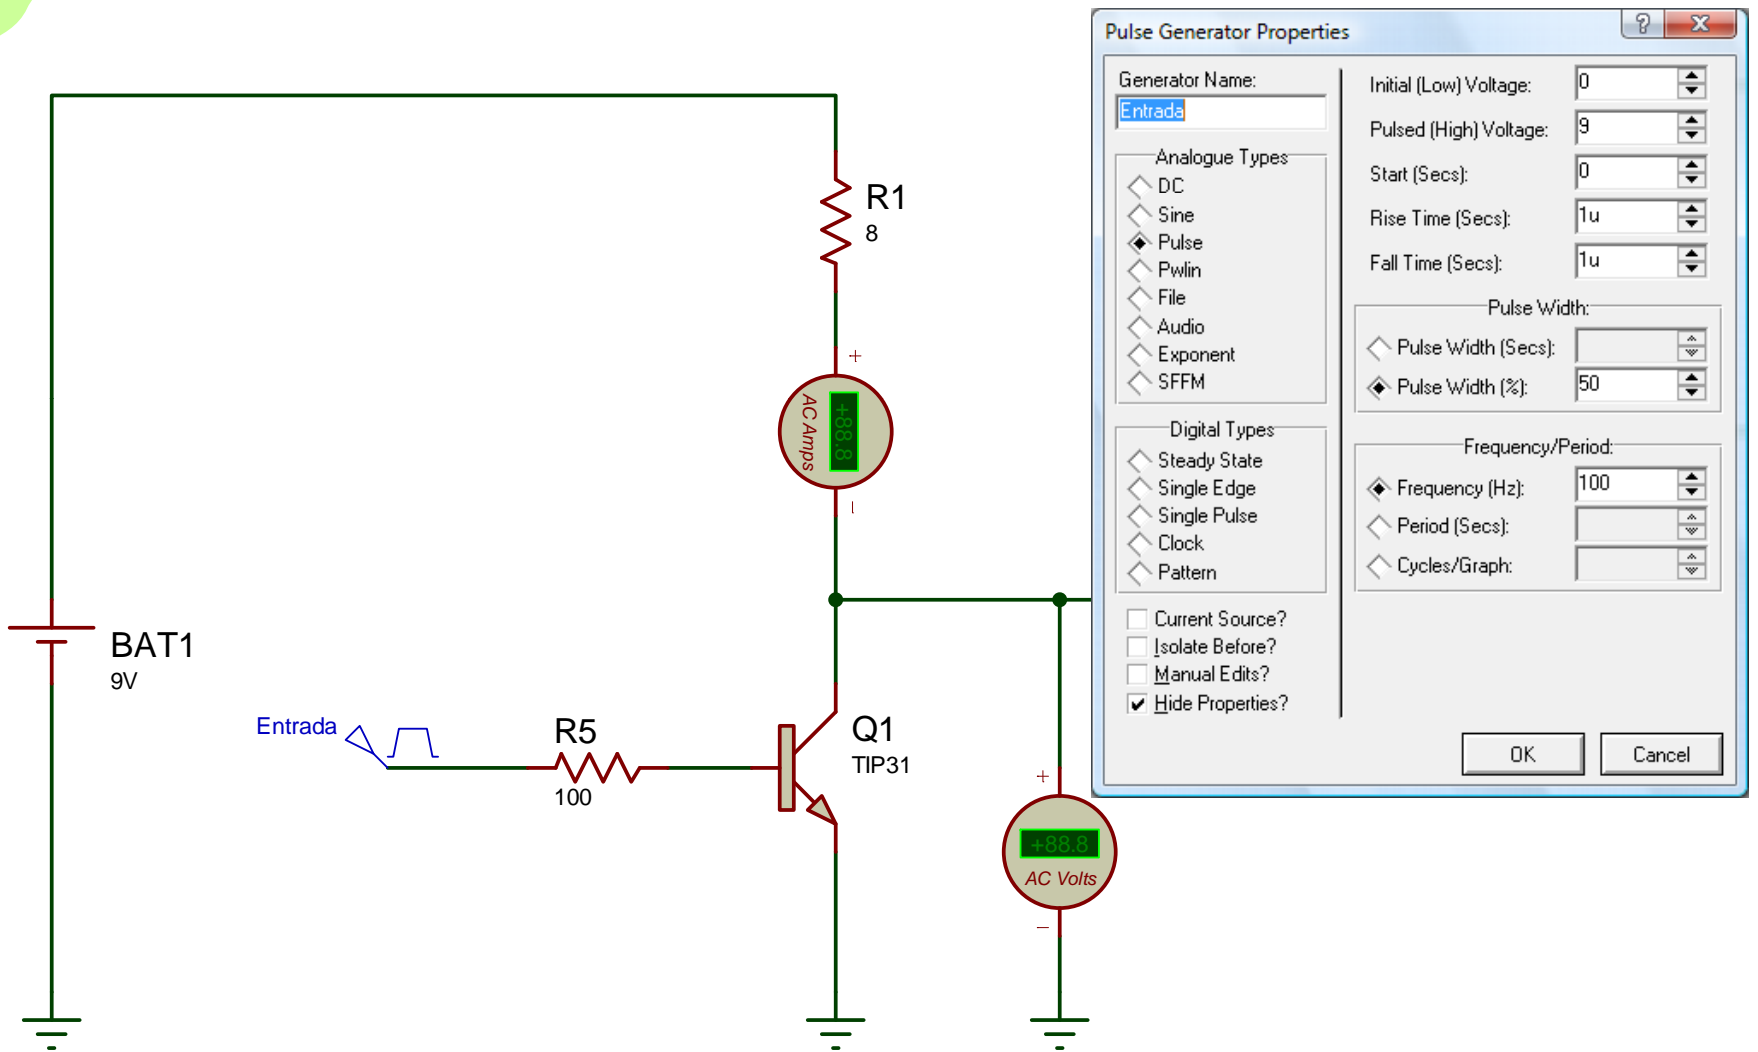 Pulse Generator Properties
?
X
Generator Name:
Entrada
Analogue Types
DC
Sine
Pulse
Pwlin
File
Audio
Exponent
SFFM
Digital Types
Steady State
Single Edge
Single Pulse
Clock
Pattern
Current Source?
Isolate Before?
Manual Edits?
Hide Properties?
Initial (Low) Voltage: 0
Pulsed (High) Voltage: 9
Start (Secs): 0
Rise Time (Secs): 1u
Fall Time (Secs): 1u
Pulse Width:
Pulse Width (Secs):
Pulse Width (%): 50
Frequency/Period:
Frequency (Hz): 100
Period (Secs):
Cycles/Graph:
OK
Cancel
R1
8
+
AC Amps
+88.8
−
BAT1
9V
Entrada
R5
100
Q1
TIP31
+
+88.8
AC Volts
−